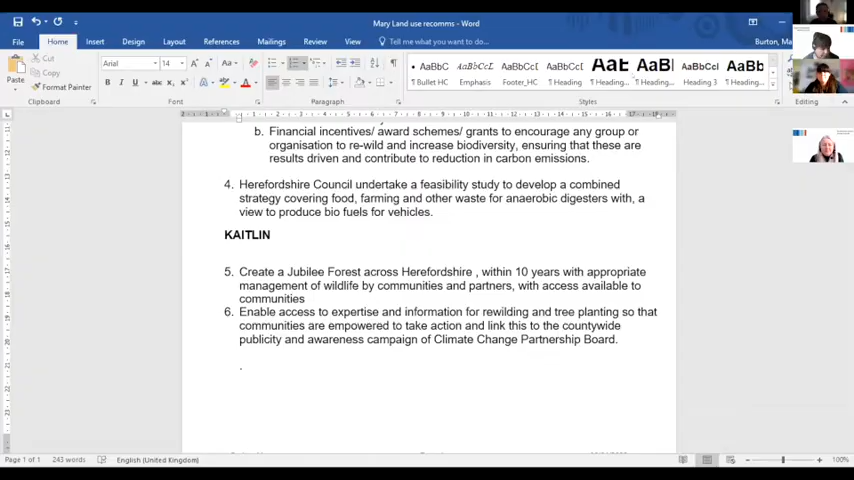 Mary Land use recomms - Word
File Home Insert Design Layout References Mailings Review View Tell me what you want to do... Burton, Ma
Cut
Copy
Format Painter
Paste
Arial 14
Clipboard Font Paragraph Styles Editing
AaBbC AaBbCcL AaBbCcD AaB AaB AaBbCc AaBb
Bullet HC Emphasis Footer_HC Heading... Heading Heading 3 Heading...
b. Financial incentives/ award schemes/ grants to encourage any group or
organisation to re-wild and increase biodiversity, ensuring that these are
results driven and contribute to reduction in carbon emissions.
4. Herefordshire Council undertake a feasibility study to develop a combined
strategy covering food, farming and other waste for anaerobic digesters with, a
view to produce bio fuels for vehicles.
KAITLIN
5. Create a Jubilee Forest across Herefordshire , within 10 years with appropriate
management of wildlife by communities and partners, with access available to
communities
6. Enable access to expertise and information for rewilding and tree planting so that
communities are empowered to take action and link this to the countywide
publicity and awareness campaign of Climate Change Partnership Board.
.
Page 1 of 1 243 words English (United Kingdom) 100%